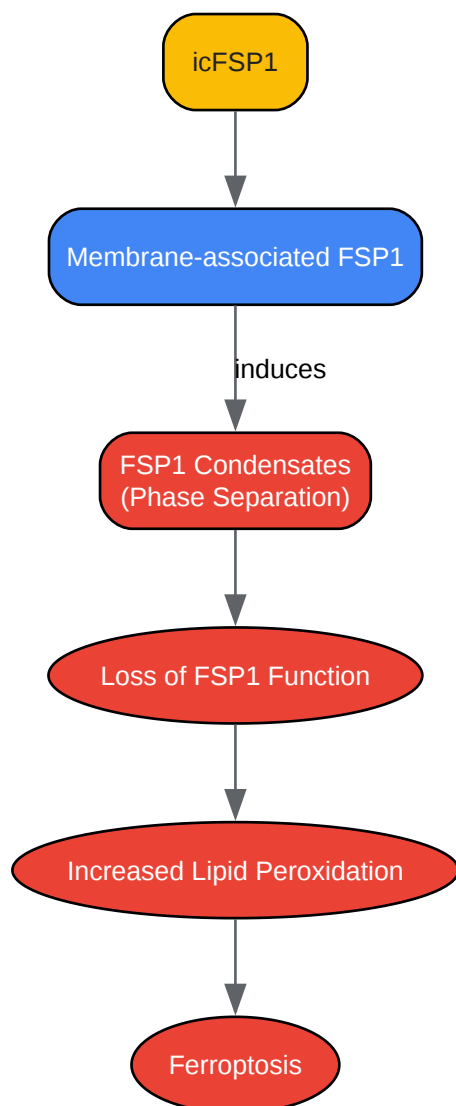 icFSP1
Membrane-associated FSP1
induces
FSP1 Condensates
(Phase Separation)
Loss of FSP1 Function
Increased Lipid Peroxidation
Ferroptosis